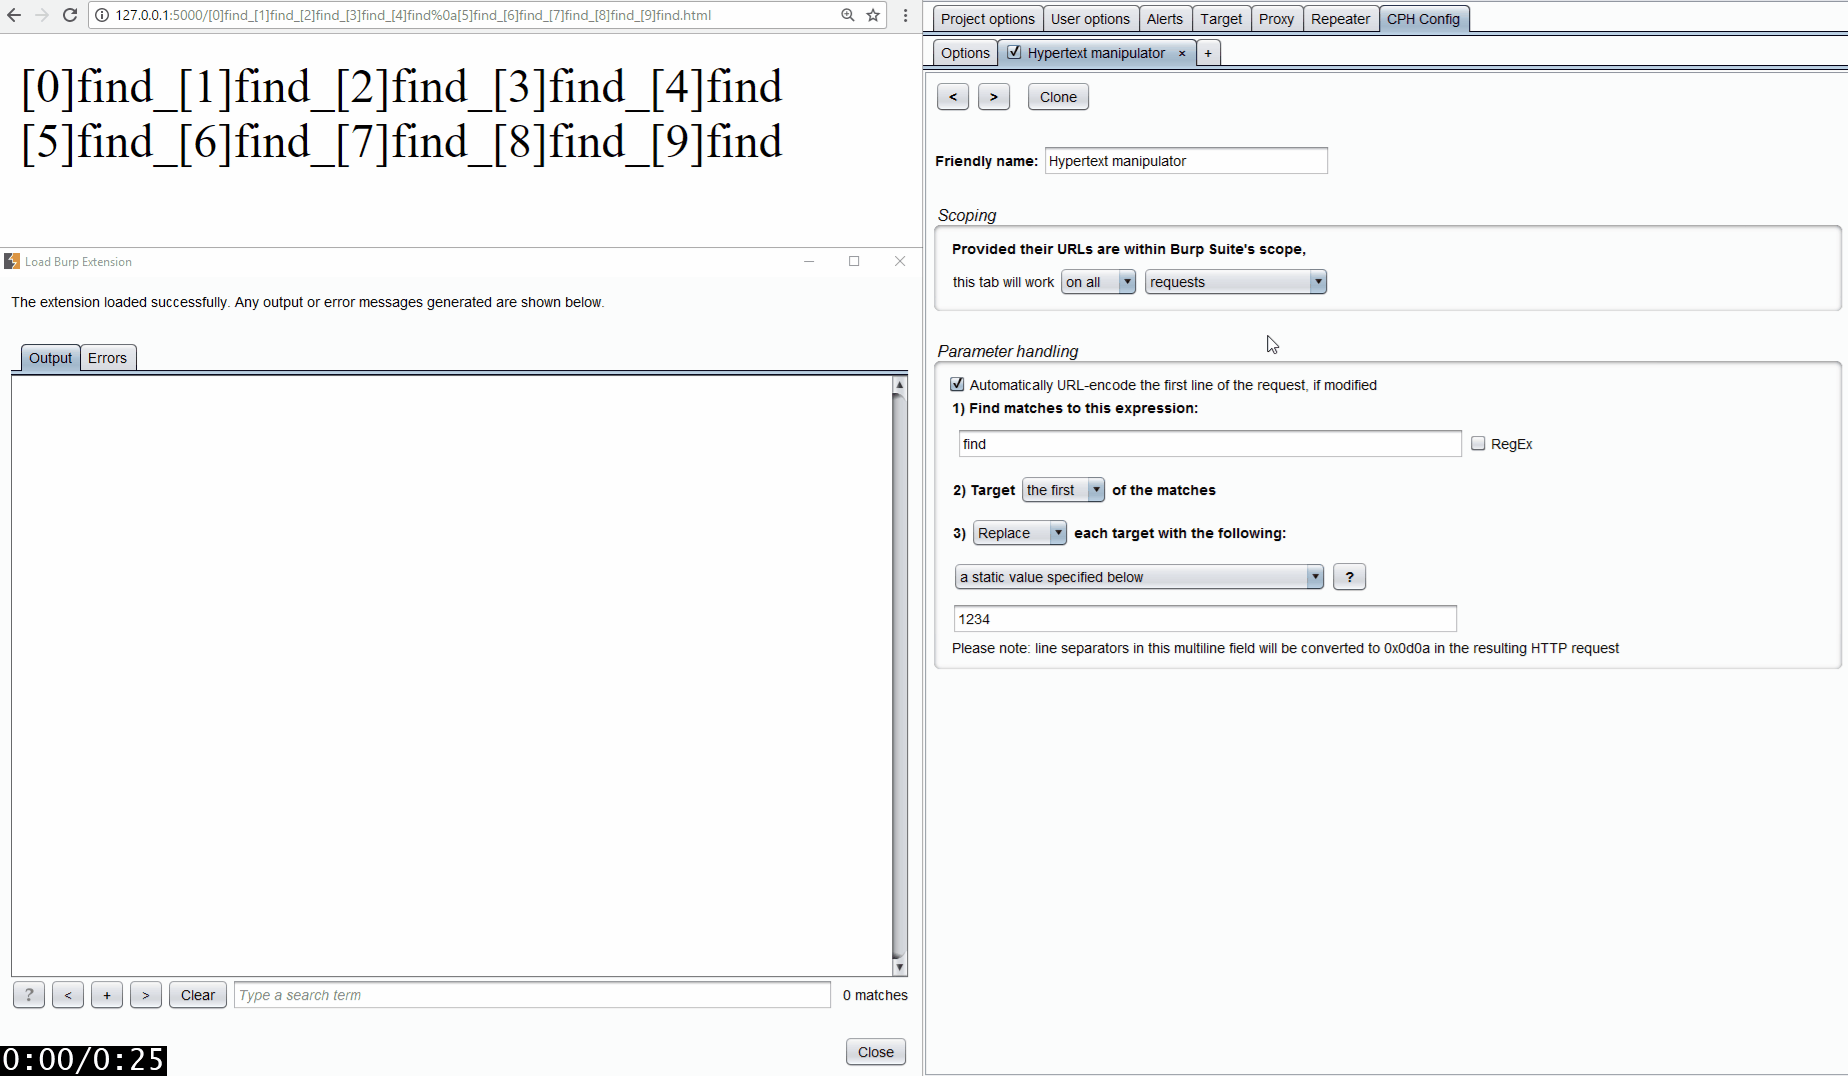 127.0.0.1:5000/[0]find_[1]find_[2]find_[3]find_[4]find%0a[5]find_[6]find_[7]find_[8]find_[9]find.html
[0]find_[1]find_[2]find_[3]find_[4]find
[5]find_[6]find_[7]find_[8]find_[9]find
Load Burp Extension
The extension loaded successfully. Any output or error messages generated are shown below.
Output Errors
? < + > Clear Type a search term 0 matches
Close
0:00/0:25
Project options User options Alerts Target Proxy Repeater CPH Config
Options Hypertext manipulator × +
< > Clone
Friendly name: Hypertext manipulator
Scoping
Provided their URLs are within Burp Suite's scope,
this tab will work on all requests
Parameter handling
Automatically URL-encode the first line of the request, if modified
1) Find matches to this expression:
find RegEx
2) Target the first of the matches
3) Replace each target with the following:
a static value specified below ?
1234
Please note: line separators in this multiline field will be converted to 0x0d0a in the resulting HTTP request